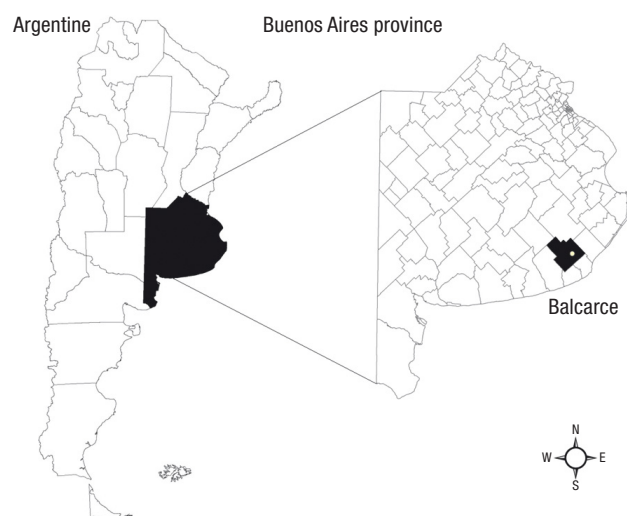 Argentine
Buenos Aires province
Balcarce
N
W E
S